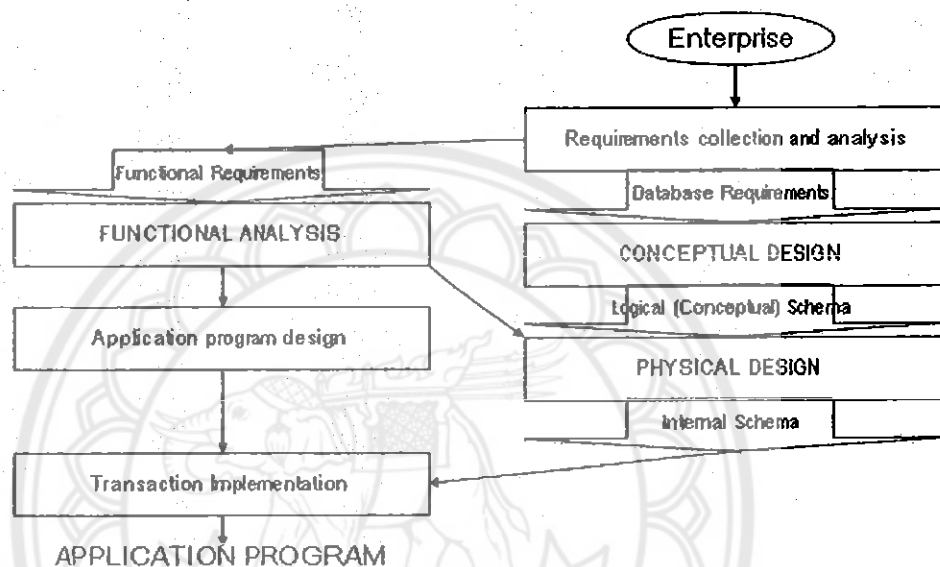 Enterprise
Requirements collection and analysis
Functional Requirements
Database Requirements
FUNCTIONAL ANALYSIS
CONCEPTUAL DESIGN
Logical (Conceptual) Schema
Application program design
PHYSICAL DESIGN
Internal Schema
Transaction Implementation
APPLICATION PROGRAM